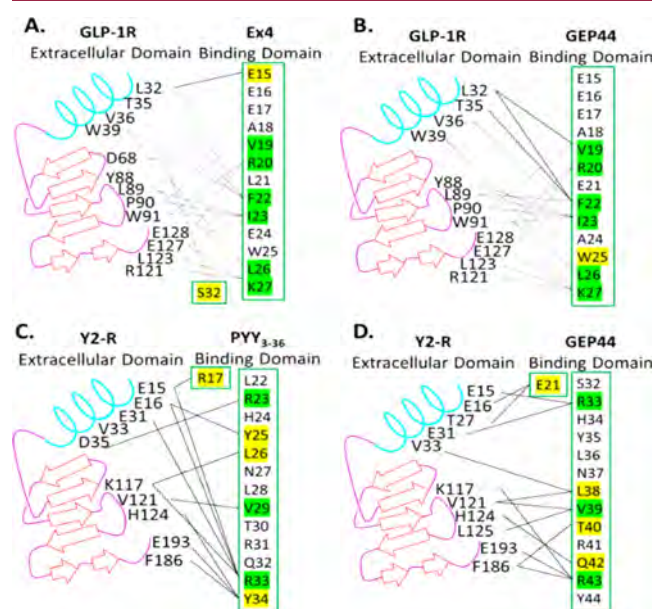 A.
GLP-1R
Ex4
Extracellular Domain
Binding Domain
L32
T35
V36
W39
D68
Y88
L89
P90
W91
E128
E127
L123
R121
E15
E16
E17
A18
V19
R20
L21
F22
I23
E24
W25
L26
K27
S32
B.
GLP-1R
GEP44
Extracellular Domain
Binding Domain
L32
T35
V36
W39
Y88
L89
P90
W91
E128
E127
L123
R121
E15
E16
E17
A18
V19
R20
E21
F22
I23
A24
W25
L26
K27
C.
Y2-R
PYY3-36
Extracellular Domain
Binding Domain
E15
E16
E31
V33
D35
K117
V121
H124
E193
F186
R17
L22
R23
H24
Y25
L26
N27
L28
V29
T30
R31
Q32
R33
Y34
D.
Y2-R
GEP44
Extracellular Domain
Binding Domain
E15
E16
T27
E31
V33
K117
V121
H124
L125
E193
F186
E21
S32
R33
H34
Y35
L36
N37
L38
V39
T40
R41
Q42
R43
Y44